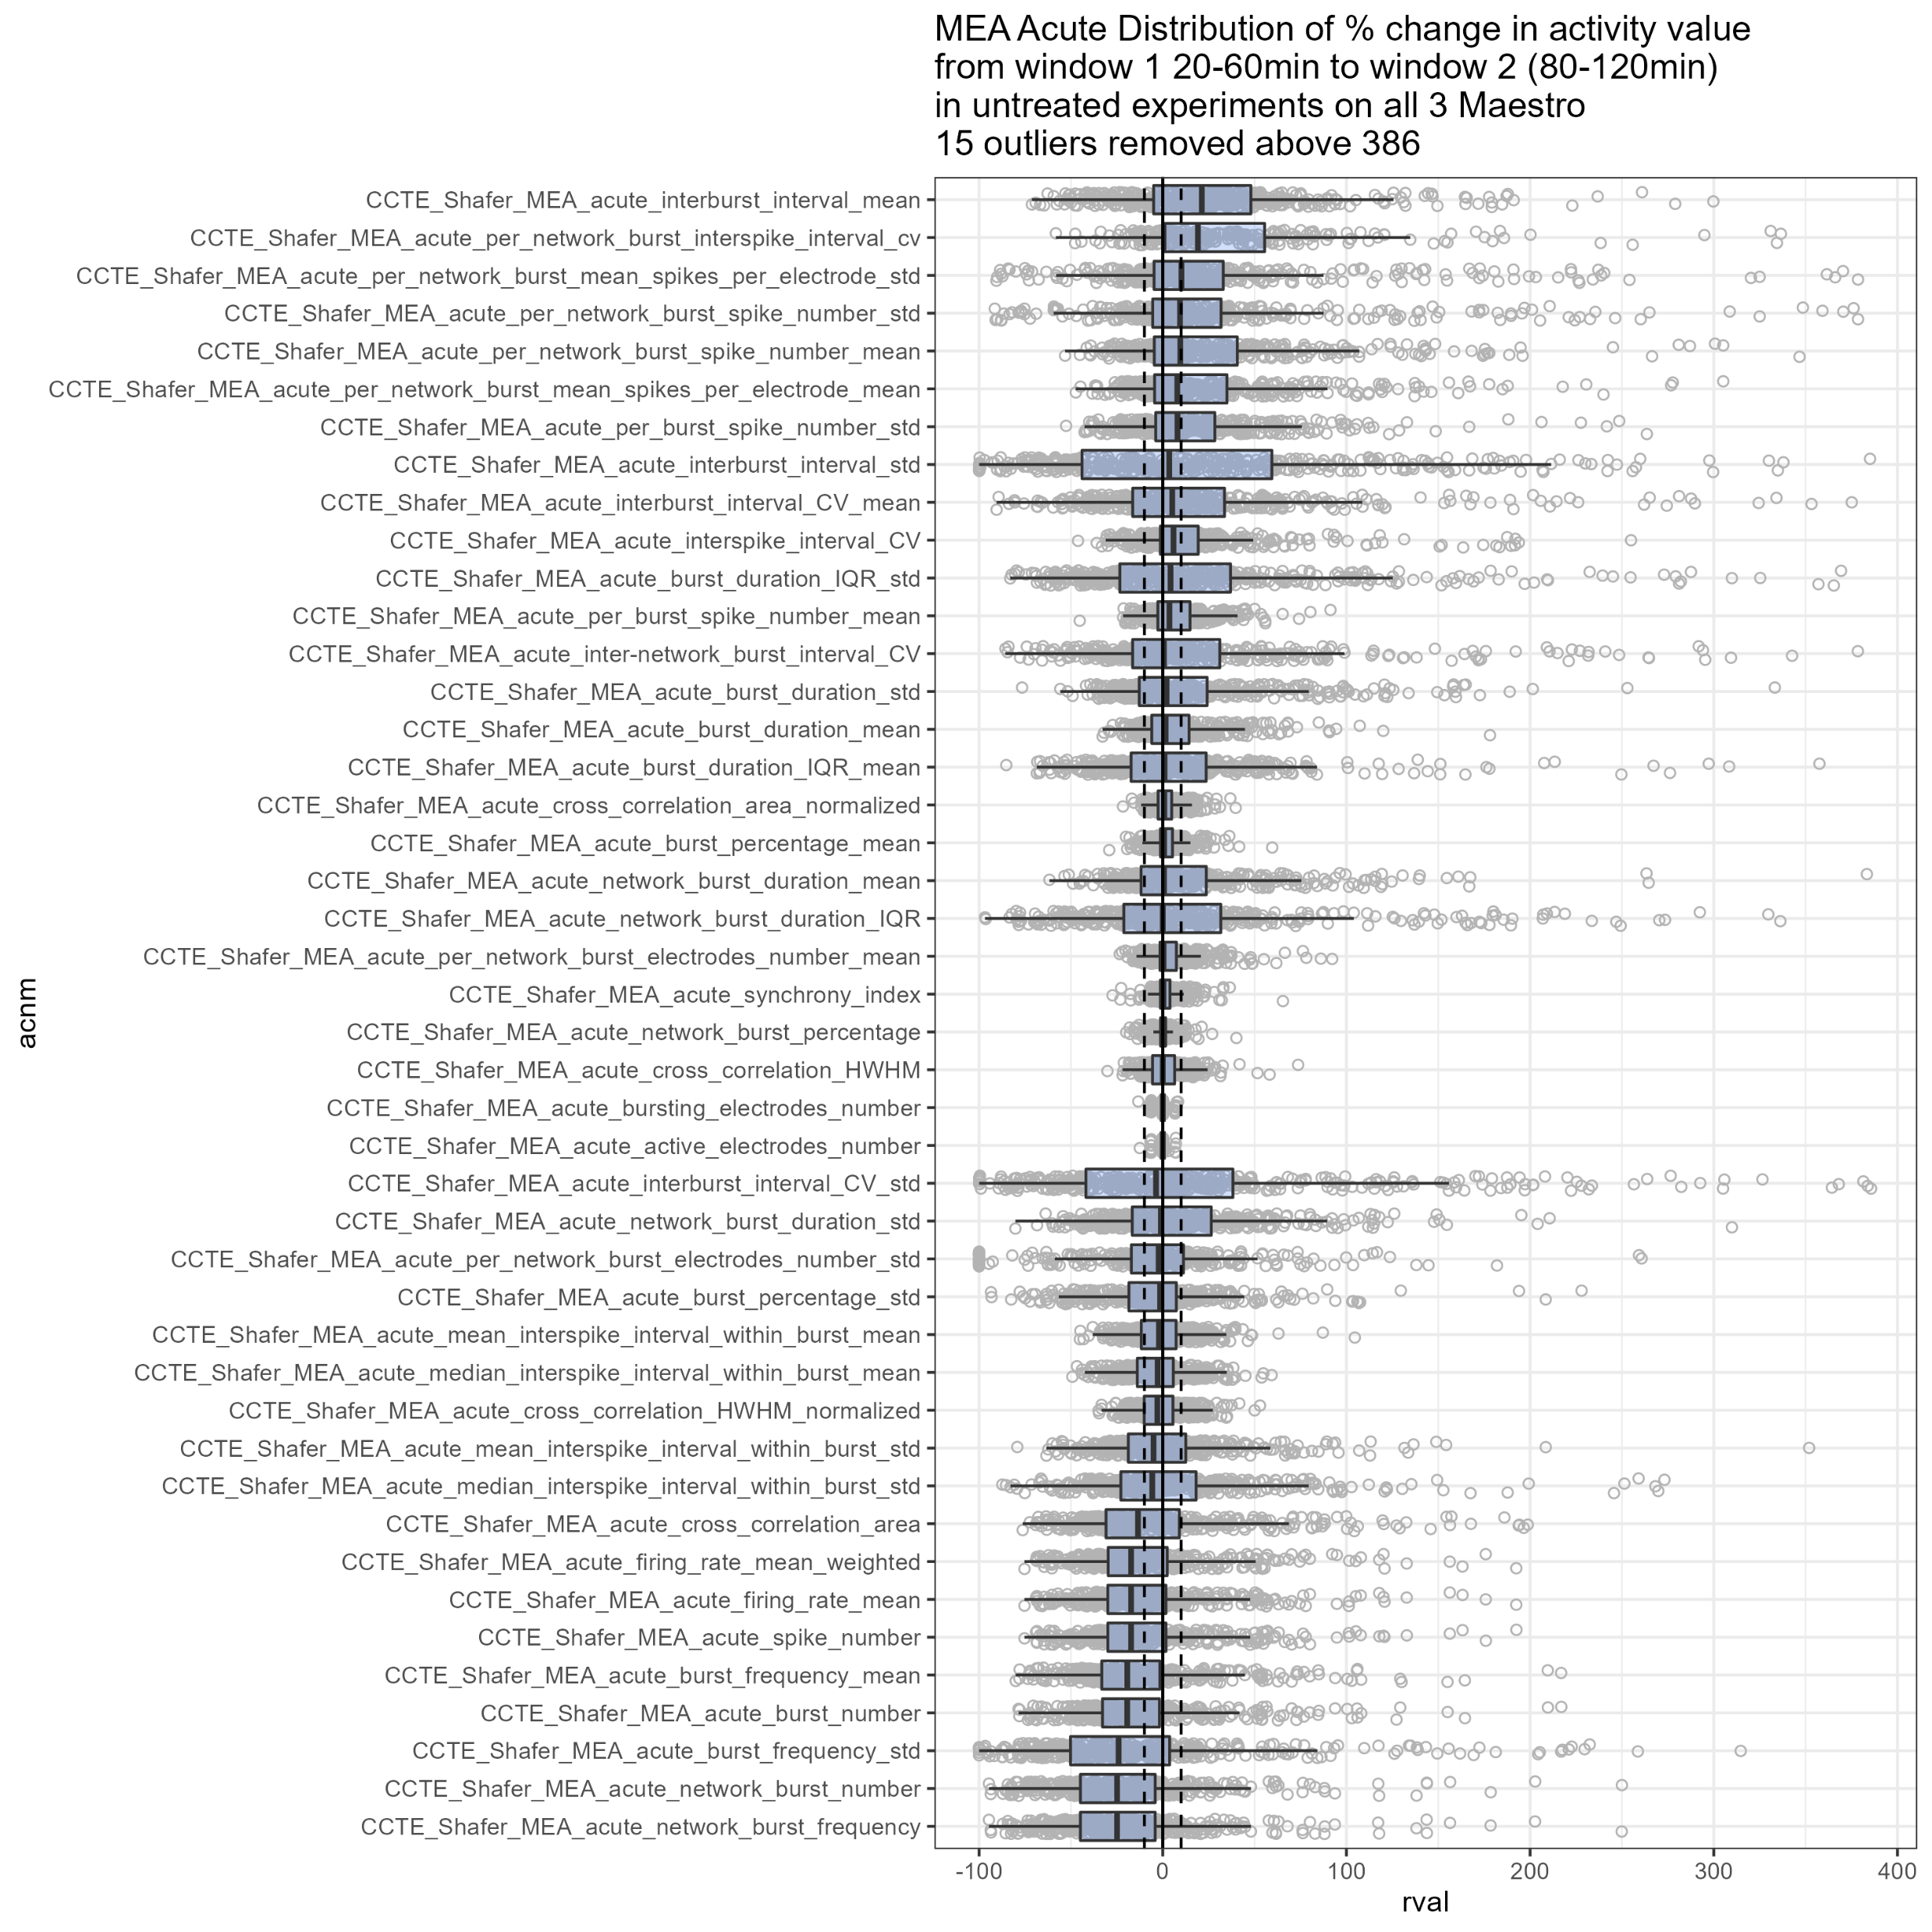 MEA Acute Distribution of % change in activity value
from window 1 20-60min to window 2 (80-120min)
in untreated experiments on all 3 Maestro
15 outliers removed above 386
CCTE_Shafer_MEA_acute_interburst_interval_mean
CCTE_Shafer_MEA_acute_per_network_burst_interspike_interval_cv
CCTE_Shafer_MEA_acute_per_network_burst_mean_spikes_per_electrode_std
CCTE_Shafer_MEA_acute_per_network_burst_spike_number_std
CCTE_Shafer_MEA_acute_per_network_burst_spike_number_mean
CCTE_Shafer_MEA_acute_per_network_burst_mean_spikes_per_electrode_mean
CCTE_Shafer_MEA_acute_per_burst_spike_number_std
CCTE_Shafer_MEA_acute_interburst_interval_std
CCTE_Shafer_MEA_acute_interburst_interval_CV_mean
CCTE_Shafer_MEA_acute_interspike_interval_CV
CCTE_Shafer_MEA_acute_burst_duration_IQR_std
CCTE_Shafer_MEA_acute_per_burst_spike_number_mean
CCTE_Shafer_MEA_acute_inter-network_burst_interval_CV
CCTE_Shafer_MEA_acute_burst_duration_std
CCTE_Shafer_MEA_acute_burst_duration_mean
CCTE_Shafer_MEA_acute_burst_duration_IQR_mean
CCTE_Shafer_MEA_acute_cross_correlation_area_normalized
CCTE_Shafer_MEA_acute_burst_percentage_mean
CCTE_Shafer_MEA_acute_network_burst_duration_mean
CCTE_Shafer_MEA_acute_network_burst_duration_IQR
CCTE_Shafer_MEA_acute_per_network_burst_electrodes_number_mean
CCTE_Shafer_MEA_acute_synchrony_index
CCTE_Shafer_MEA_acute_network_burst_percentage
CCTE_Shafer_MEA_acute_cross_correlation_HWHM
CCTE_Shafer_MEA_acute_bursting_electrodes_number
CCTE_Shafer_MEA_acute_active_electrodes_number
CCTE_Shafer_MEA_acute_interburst_interval_CV_std
CCTE_Shafer_MEA_acute_network_burst_duration_std
CCTE_Shafer_MEA_acute_per_network_burst_electrodes_number_std
CCTE_Shafer_MEA_acute_burst_percentage_std
CCTE_Shafer_MEA_acute_mean_interspike_interval_within_burst_mean
CCTE_Shafer_MEA_acute_median_interspike_interval_within_burst_mean
CCTE_Shafer_MEA_acute_cross_correlation_HWHM_normalized
CCTE_Shafer_MEA_acute_mean_interspike_interval_within_burst_std
CCTE_Shafer_MEA_acute_median_interspike_interval_within_burst_std
CCTE_Shafer_MEA_acute_cross_correlation_area
CCTE_Shafer_MEA_acute_firing_rate_mean_weighted
CCTE_Shafer_MEA_acute_firing_rate_mean
CCTE_Shafer_MEA_acute_spike_number
CCTE_Shafer_MEA_acute_burst_frequency_mean
CCTE_Shafer_MEA_acute_burst_number
CCTE_Shafer_MEA_acute_burst_frequency_std
CCTE_Shafer_MEA_acute_network_burst_number
CCTE_Shafer_MEA_acute_network_burst_frequency
acnm
-100 0 100 200 300 400
rval